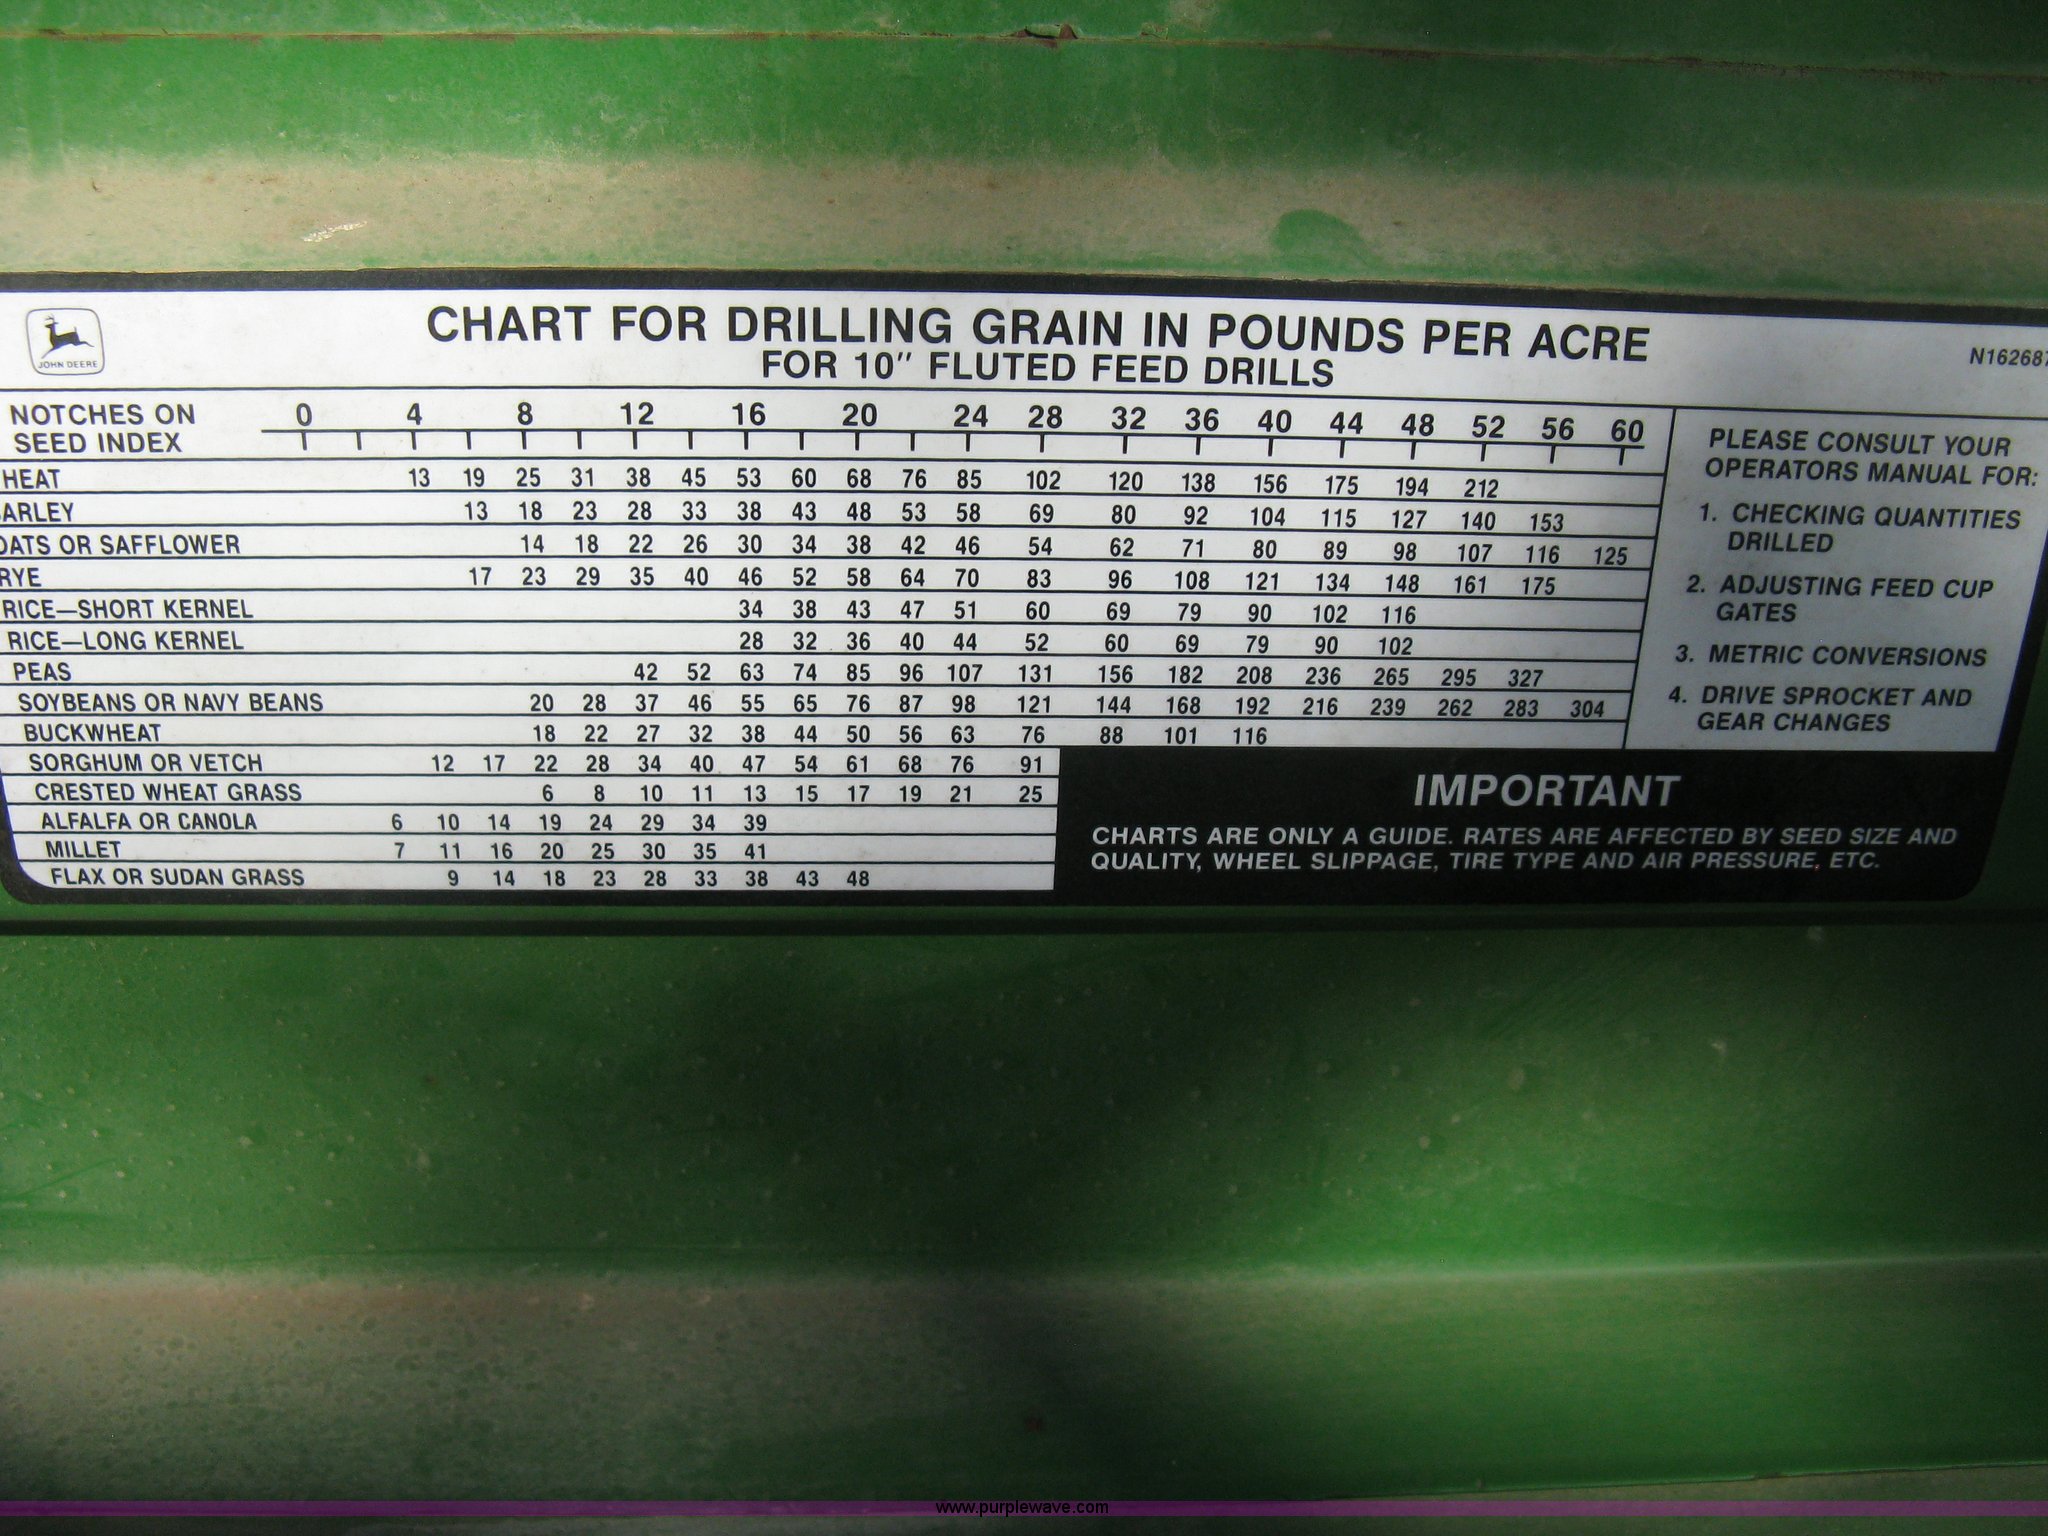 JOHN DEERE
CHART FOR DRILLING GRAIN IN POUNDS PER ACRE
FOR 10" FLUTED FEED DRILLS
N162687
NOTCHES ON SEED INDEX 0 4 8 12 16 20 24 28 32 36 40 44 48 52 56 60
HEAT 13 19 25 31 38 45 53 60 68 76 85 102 120 138 156 175 194 212
ARLEY 13 18 23 28 33 38 43 48 53 58 69 80 92 104 115 127 140 153
OATS OR SAFFLOWER 14 18 22 26 30 34 38 42 46 54 62 71 80 89 98 107 116 125
RYE 17 23 29 35 40 46 52 58 64 70 83 96 108 121 134 148 161 175
RICE—SHORT KERNEL 34 38 43 47 51 60 69 79 90 102 116
RICE—LONG KERNEL 28 32 36 40 44 52 60 69 79 90 102
PEAS 42 52 63 74 85 96 107 131 156 182 208 236 265 295 327
SOYBEANS OR NAVY BEANS 20 28 37 46 55 65 76 87 98 121 144 168 192 216 239 262 283 304
BUCKWHEAT 18 22 27 32 38 44 50 56 63 76 88 101 116
SORGHUM OR VETCH 12 17 22 28 34 40 47 54 61 68 76 91
CRESTED WHEAT GRASS 6 8 10 11 13 15 17 19 21 25
ALFALFA OR CANOLA 6 10 14 19 24 29 34 39
MILLET 7 11 16 20 25 30 35 41
FLAX OR SUDAN GRASS 9 14 18 23 28 33 38 43 48
PLEASE CONSULT YOUR
OPERATORS MANUAL FOR:
1. CHECKING QUANTITIES
DRILLED
2. ADJUSTING FEED CUP
GATES
3. METRIC CONVERSIONS
4. DRIVE SPROCKET AND
GEAR CHANGES
IMPORTANT
CHARTS ARE ONLY A GUIDE. RATES ARE AFFECTED BY SEED SIZE AND
QUALITY, WHEEL SLIPPAGE, TIRE TYPE AND AIR PRESSURE, ETC.
www.purplewave.com